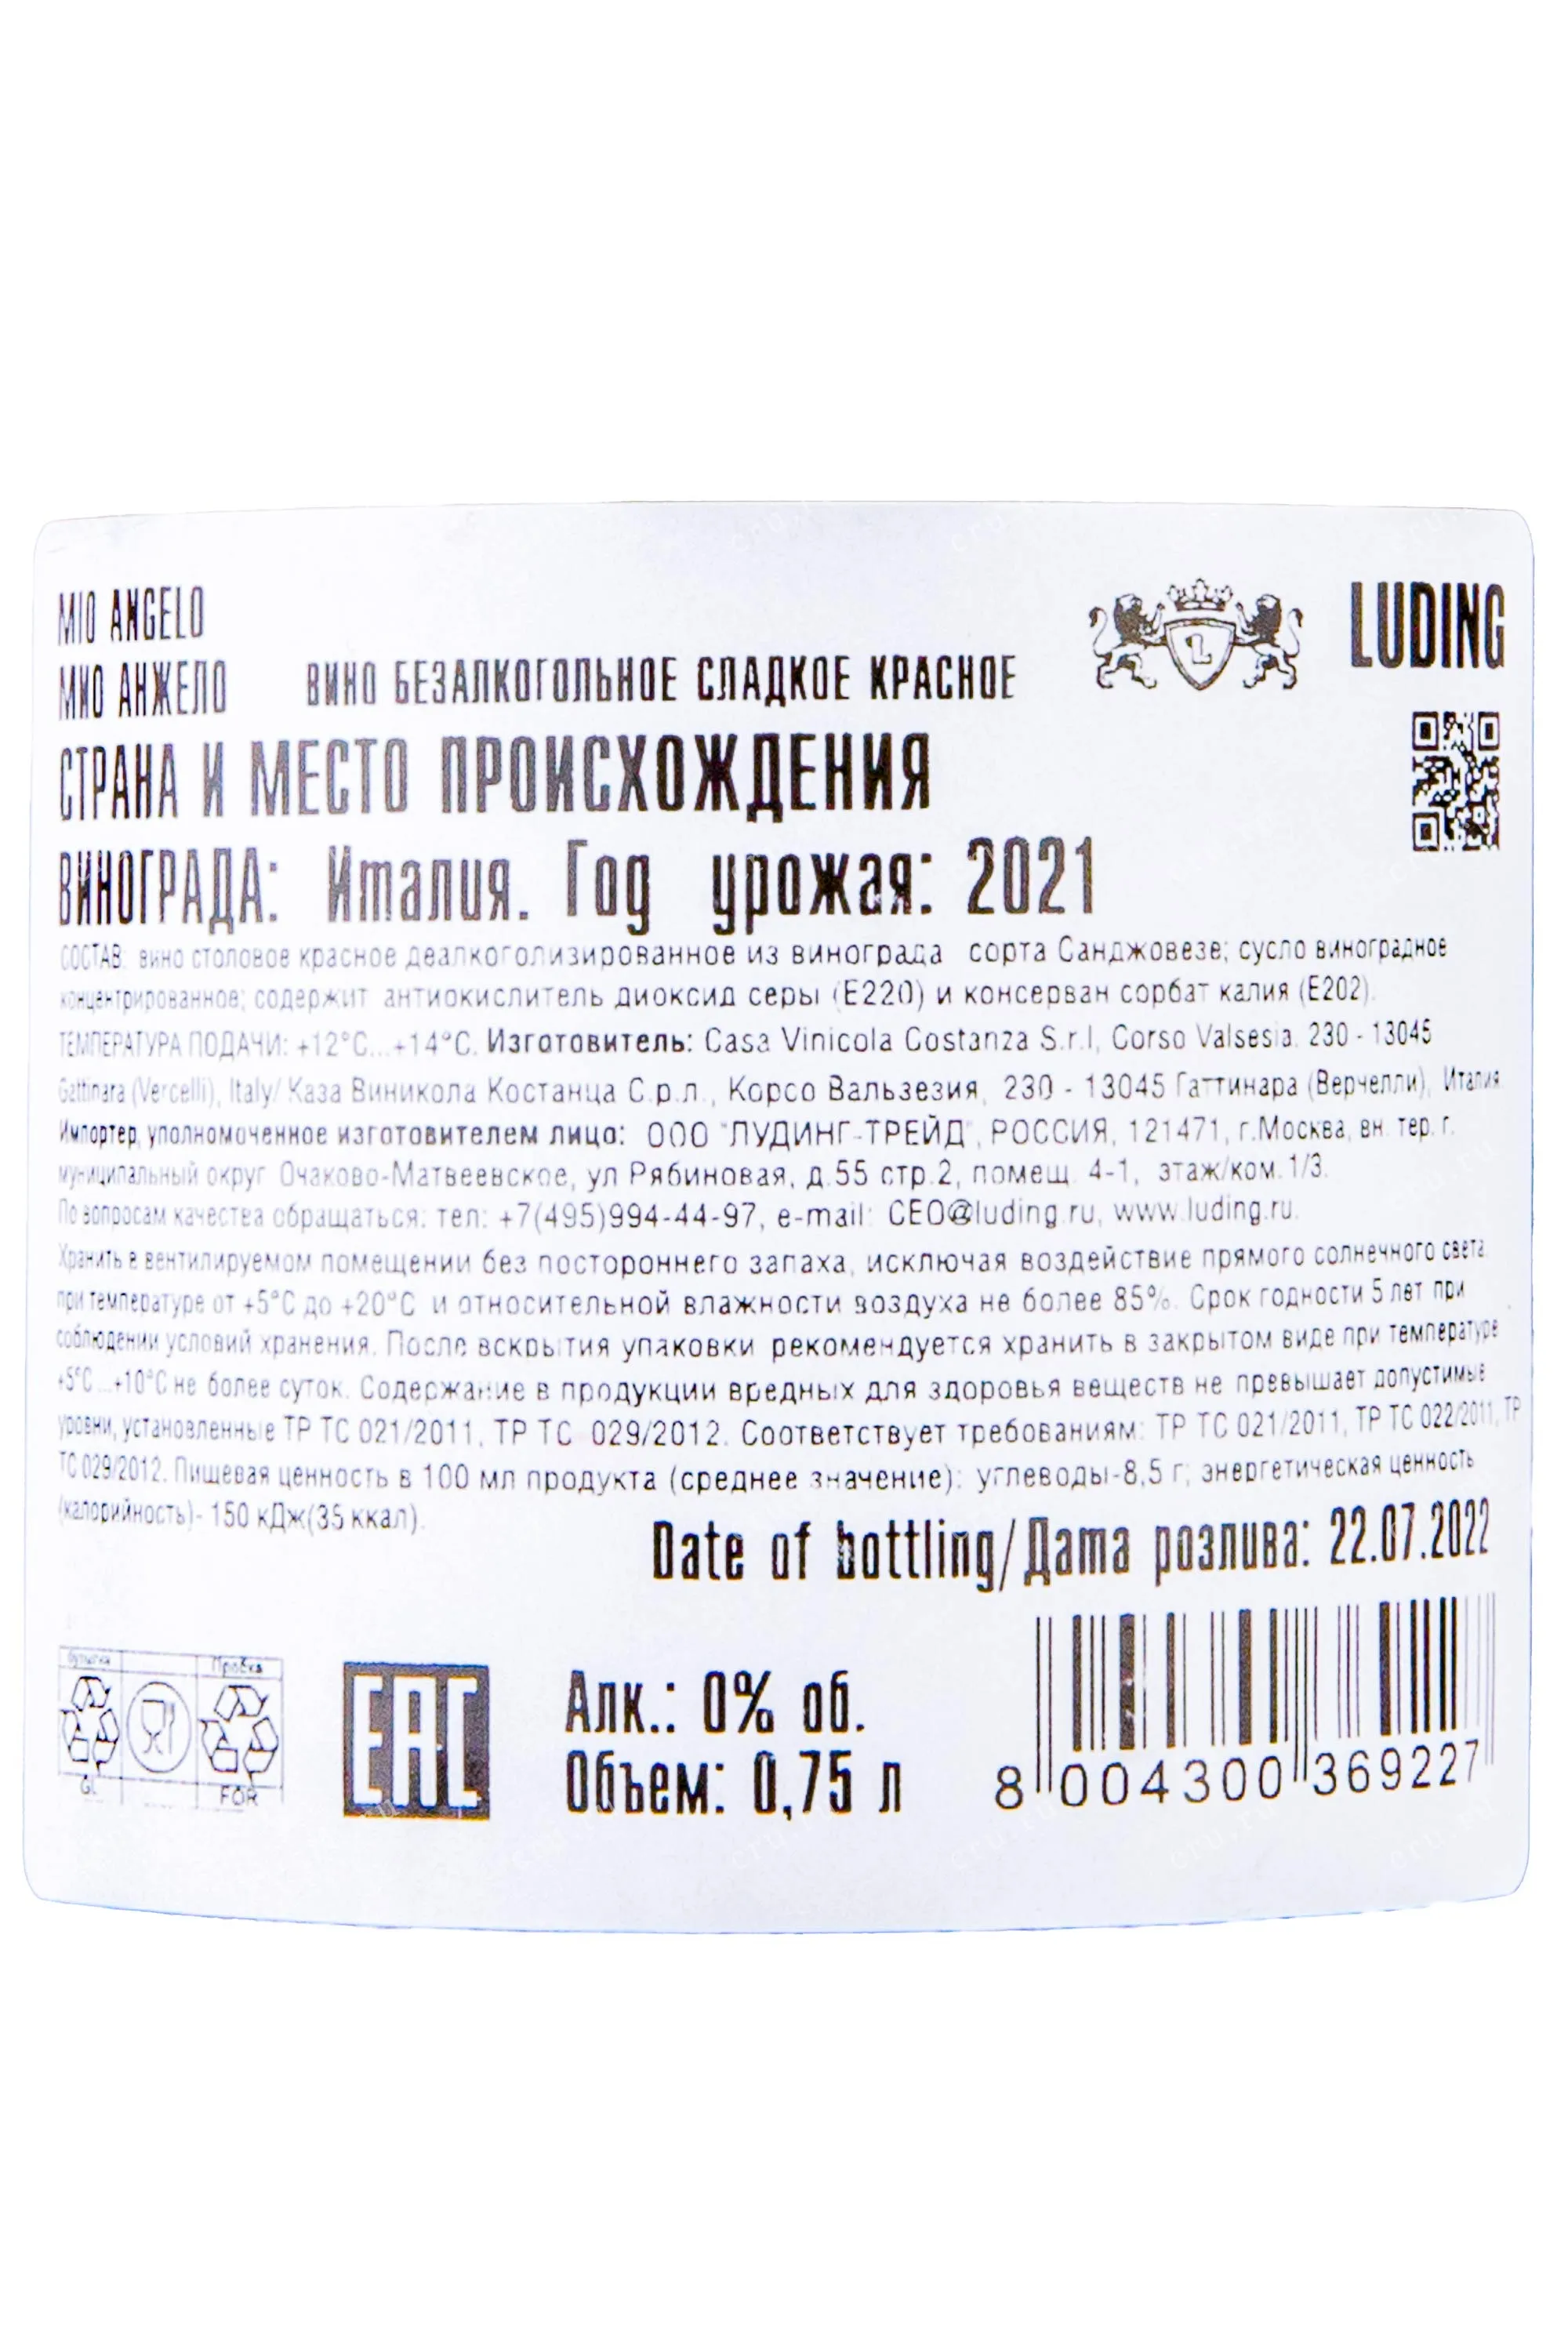 MIO ANGELO
LUDING
МИО АНЖЕЛО ВИНО БЕЗАЛКОГОЛЬНОЕ СЛАДКОЕ КРАСНОЕ
СТРАНА И МЕСТО ПРОИСХОЖДЕНИЯ
ВИНОГРАДА: Италия. Год урожая: 2021
СОСТАВ: вино столовое красное деалкоголизированное из винограда сорта Санджовезе; сусло виноградное
концентрированное; содержит антиокислитель диоксид серы (Е220) и консерван сорбат калия (Е202).
ТЕМПЕРАТУРА ПОДАЧИ: +12°C...+14°C. Изготовитель: Casa Vinicola Costanza S.r.l, Corso Valsesia, 230 - 13045
Gattinara (Vercelli), Italy/ Каза Виникола Костанца С.р.л., Корсо Вальзезия, 230 - 13045 Гаттинара (Верчелли), Италия
Импортер, уполномоченное изготовителем лицо: ООО "ЛУДИНГ-ТРЕЙД", РОССИЯ, 121471, г.Москва, вн. тер. г.
муниципальный округ Очаково-Матвеевское, ул Рябиновая, д.55 стр.2, помещ. 4-1, этаж/ком.1/3.
По вопросам качества обращаться: тел: +7(495)994-44-97, e-mail: CEO@luding.ru, www.luding.ru.
Хранить в вентилируемом помещении без постороннего запаха, исключая воздействие прямого солнечного света
при температуре от +5°C до +20°C и относительной влажности воздуха не более 85%. Срок годности 5 лет при
соблюдении условий хранения. После вскрытия упаковки рекомендуется хранить в закрытом виде при температуре
+5°C...+10°C не более суток. Содержание в продукции вредных для здоровья веществ не превышает допустимые
уровни, установленные ТР ТС 021/2011, ТР ТС 029/2012. Соответствует требованиям: ТР ТС 021/2011, ТР ТС 022/2011, ТР
ТС 029/2012. Пищевая ценность в 100 мл продукта (среднее значение): углеводы-8,5 г; энергетическая ценность
(калорийность)- 150 кДж(35 ккал).
Date of bottling/Дата розлива: 22.07.2022
бутылка Пробка
GL FOR
EAC
Алк.: 0% об.
Объем: 0,75 л
8 004300 369227